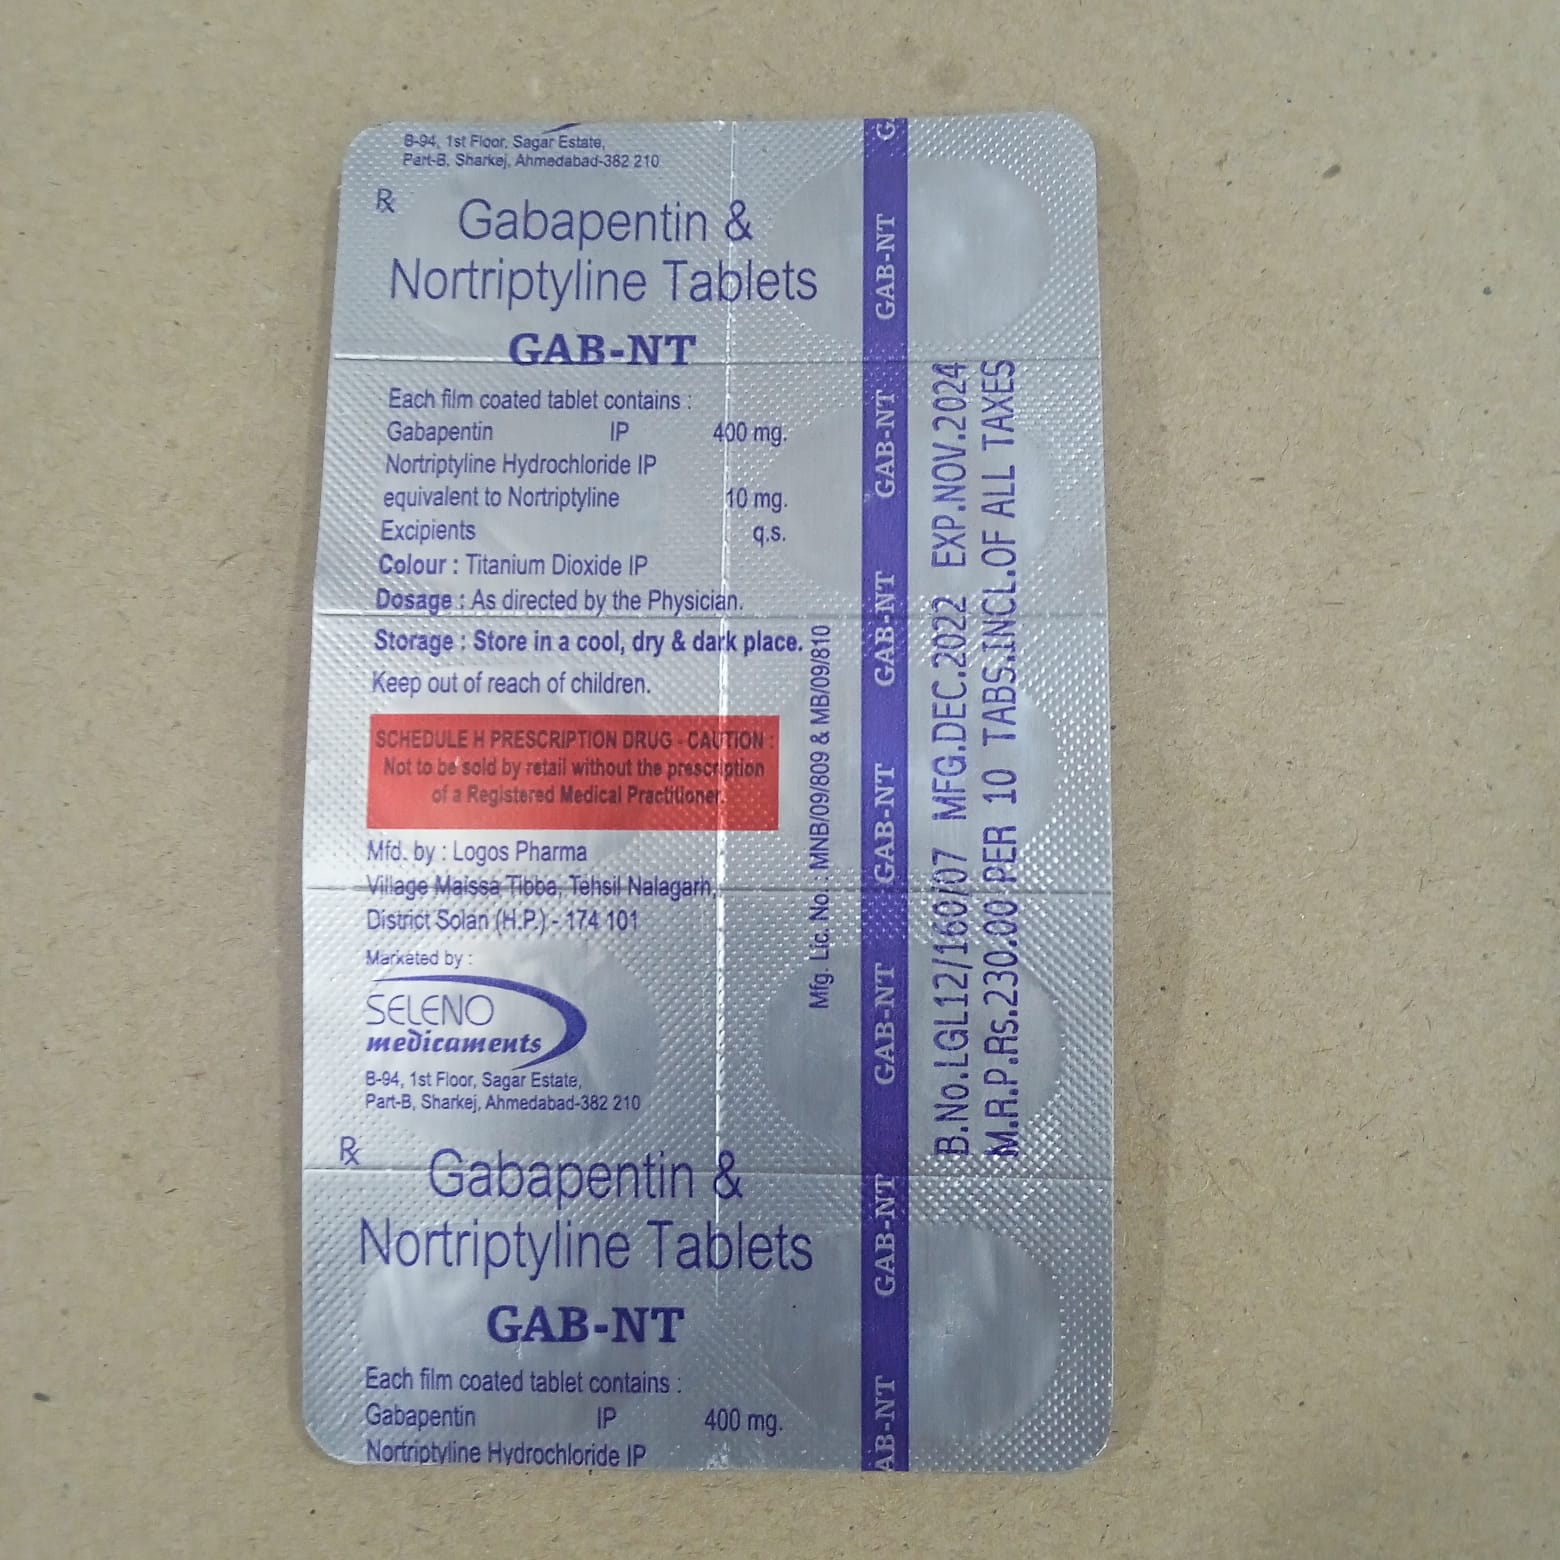 B-94, 1st Floor, Sagar Estate,
Part-B, Sharkej, Ahmedabad-382 210
Rx
Gabapentin &
Nortriptyline Tablets
GAB-NT
Each film coated tablet contains :
Gabapentin IP 400 mg.
Nortriptyline Hydrochloride IP
equivalent to Nortriptyline 10 mg.
Excipients q.s.
Colour : Titanium Dioxide IP
Dosage : As directed by the Physician.
Storage : Store in a cool, dry & dark place.
Keep out of reach of children.
SCHEDULE H PRESCRIPTION DRUG - CAUTION :
Not to be sold by retail without the prescription
of a Registered Medical Practitioner.
Mfd. by : Logos Pharma
Village Maissa Tibba, Tehsil Nalagarh,
District Solan (H.P.) - 174 101
Marketed by :
SELENO
medicaments
B-94, 1st Floor, Sagar Estate,
Part-B, Sharkej, Ahmedabad-382 210
Rx
Gabapentin &
Nortriptyline Tablets
GAB-NT
Each film coated tablet contains :
Gabapentin IP 400 mg.
Nortriptyline Hydrochloride IP
Mfg. Lic. No. : MNB/09/809 & MB/09/810
AB-NT GAB-NT GAB-NT GAB-NT GAB-NT GAB-NT GAB-NT GA
B.No.LGL12/160/07 MFG.DEC.2022 EXP.NOV.2024
M.R.P.Rs.230.00 PER 10 TABS.INCL.OF ALL TAXES